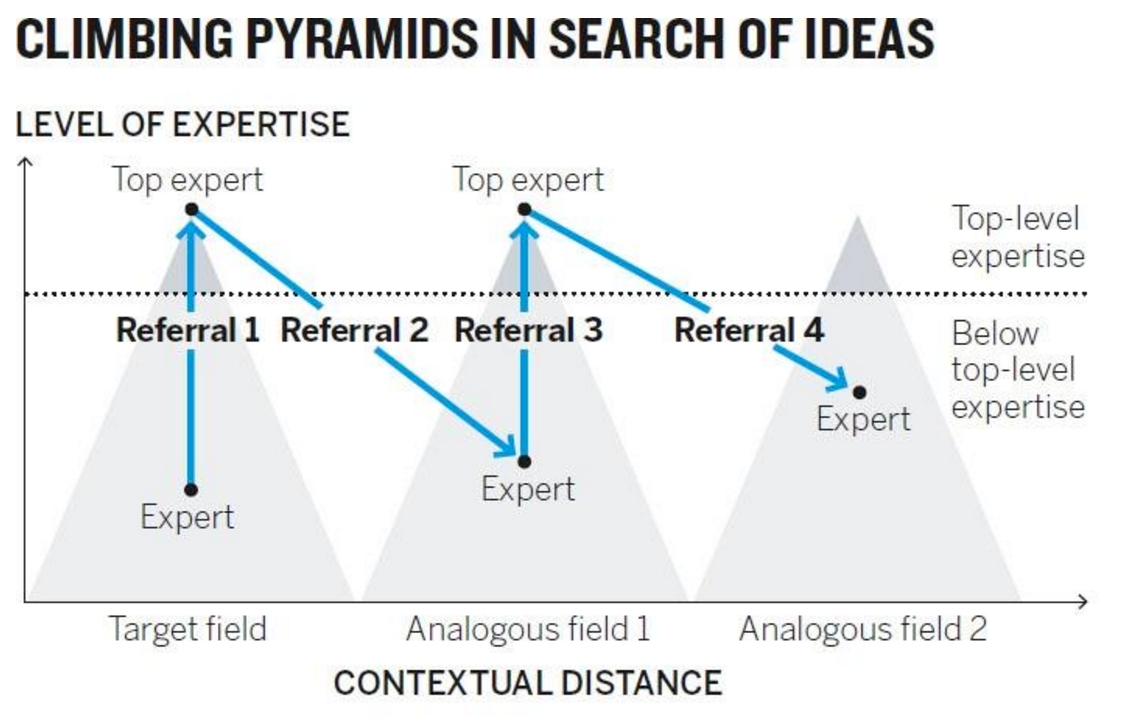 CLIMBING PYRAMIDS IN SEARCH OF IDEAS
LEVEL OF EXPERTISE
Top expert
Top expert
Top-level
expertise
Referral 1
Referral 2
Referral 3
Referral 4
Below
top-level
expertise
Expert
Expert
Expert
Target field
Analogous field 1
Analogous field 2
CONTEXTUAL DISTANCE